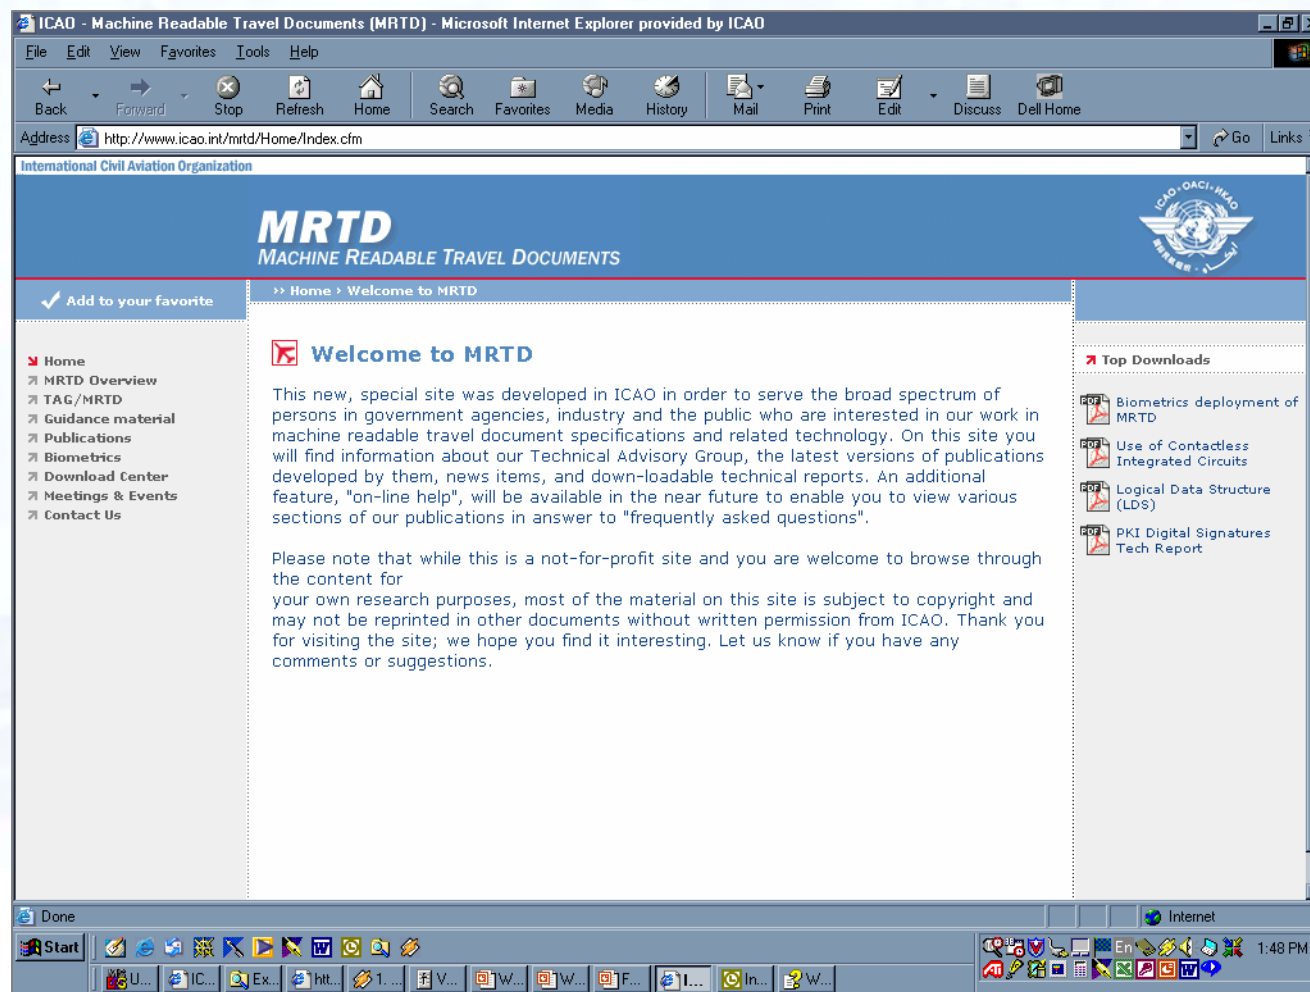 ICAO - Machine Readable Travel Documents (MRTD) - Microsoft Internet Explorer provided by ICAO
File Edit View Favorites Tools Help
Back Forward Stop Refresh Home Search Favorites Media History Mail Print Edit Discuss Dell Home
Address http://www.icao.int/mrtd/Home/Index.cfm Go Links
International Civil Aviation Organization
MRTD
MACHINE READABLE TRAVEL DOCUMENTS
ICAO · OACI · ИКАО
Add to your favorite
>> Home › Welcome to MRTD
Home
MRTD Overview
TAG/MRTD
Guidance material
Publications
Biometrics
Download Center
Meetings & Events
Contact Us
Welcome to MRTD
This new, special site was developed in ICAO in order to serve the broad spectrum of
persons in government agencies, industry and the public who are interested in our work in
machine readable travel document specifications and related technology. On this site you
will find information about our Technical Advisory Group, the latest versions of publications
developed by them, news items, and down-loadable technical reports. An additional
feature, "on-line help", will be available in the near future to enable you to view various
sections of our publications in answer to "frequently asked questions".
Please note that while this is a not-for-profit site and you are welcome to browse through
the content for
your own research purposes, most of the material on this site is subject to copyright and
may not be reprinted in other documents without written permission from ICAO. Thank you
for visiting the site; we hope you find it interesting. Let us know if you have any
comments or suggestions.
Top Downloads
PDF Biometrics deployment of
MRTD
PDF Use of Contactless
Integrated Circuits
PDF Logical Data Structure
(LDS)
PDF PKI Digital Signatures
Tech Report
Done Internet
Start En 1:48 PM
U... IC... Ex... htt... 1. ... V... W... W... F... I... In... W...